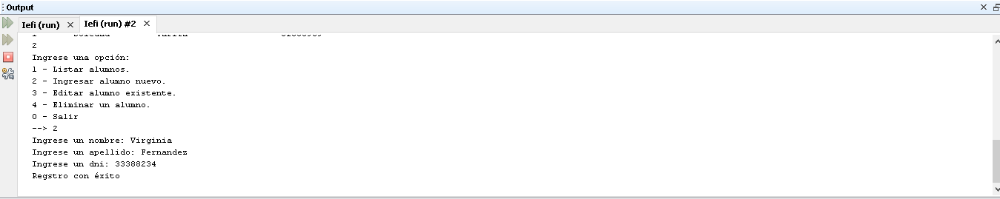 Output
Iefi (run)
Iefi (run) #2
2
Ingrese una opción:
1 - Listar alumnos.
2 - Ingresar alumno nuevo.
3 - Editar alumno existente.
4 - Eliminar un alumno.
0 - Salir
--> 2
Ingrese un nombre: Virginia
Ingrese un apellido: Fernandez
Ingrese un dni: 33388234
Regstro con éxito